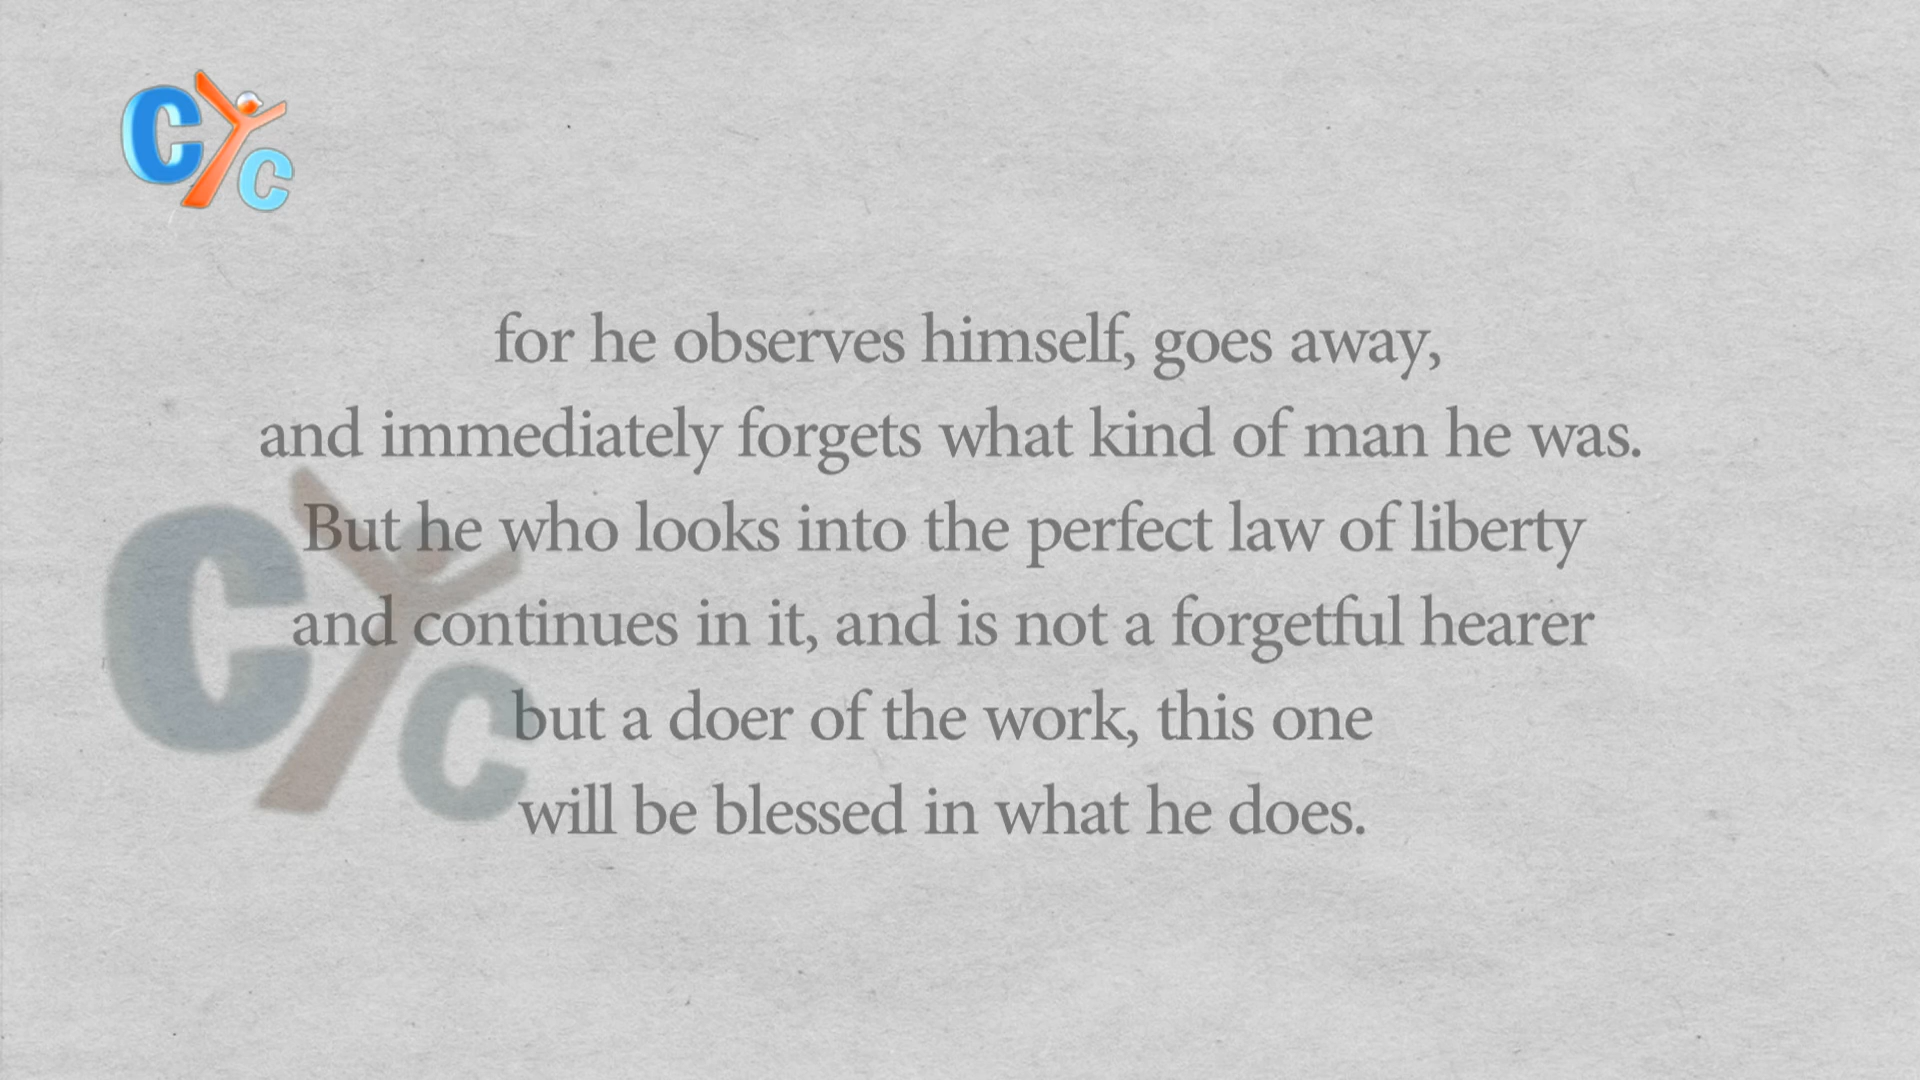 CYC
for he observes himself, goes away,
and immediately forgets what kind of man he was.
But he who looks into the perfect law of liberty
and continues in it, and is not a forgetful hearer
but a doer of the work, this one
will be blessed in what he does.
CYC